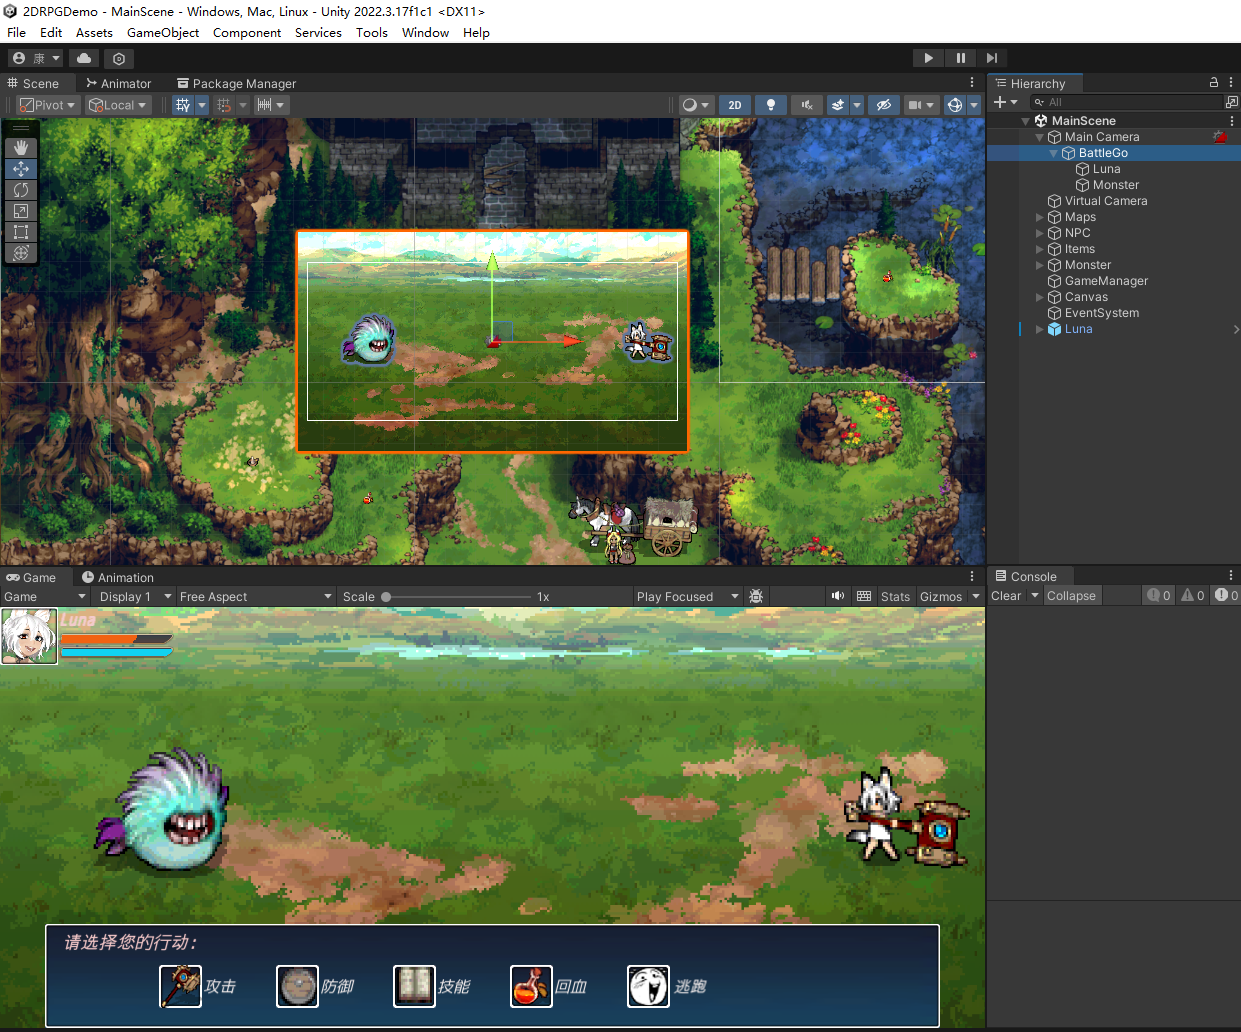 2DRPGDemo - MainScene - Windows, Mac, Linux - Unity 2022.3.17f1c1 <DX11>
File Edit Assets GameObject Component Services Tools Window Help
康
Scene Animator Package Manager
Pivot Local 2D
Hierarchy
All
MainScene
Main Camera
BattleGo
Luna
Monster
Virtual Camera
Maps
NPC
Items
Monster
GameManager
Canvas
EventSystem
Luna
Game Animation
Game Display 1 Free Aspect Scale 1x Play Focused Stats Gizmos
Console
Clear Collapse 0 0 0
Luna
请选择您的行动:
攻击 防御 技能 回血 逃跑